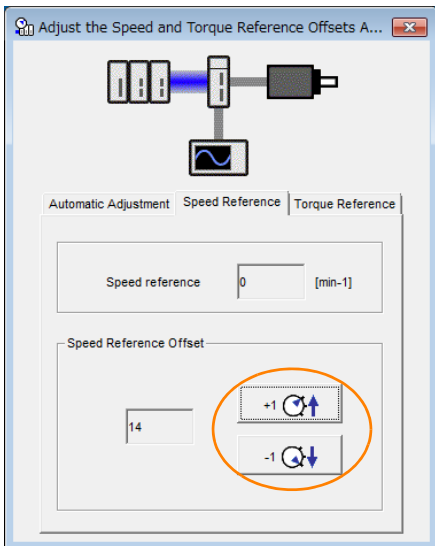 Adjust the Speed and Torque Reference Offsets A...
Automatic Adjustment Speed Reference Torque Reference
Speed reference 0 [min-1]
Speed Reference Offset
+1
14
-1